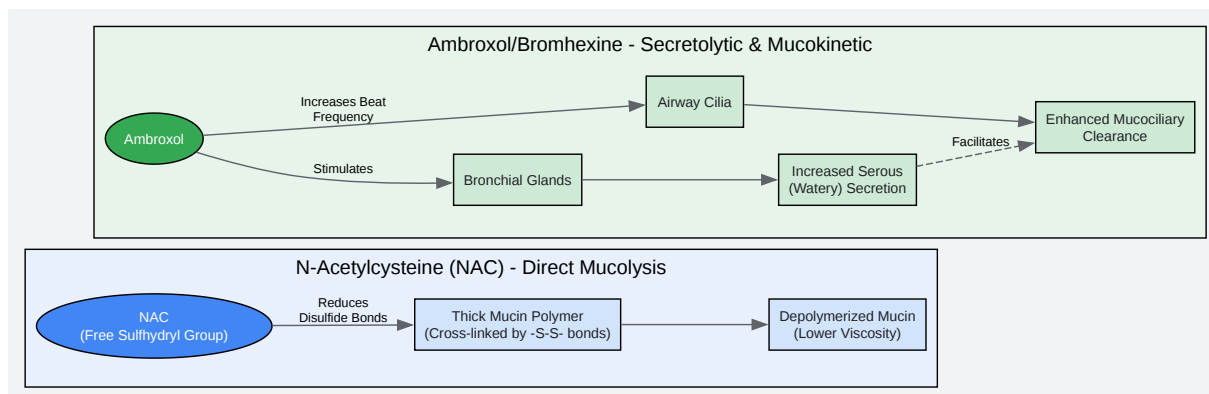 Ambroxol/Bromhexine - Secretolytic & Mucokinetic
Increases Beat
Frequency
Airway Cilia
Ambroxol
Enhanced Mucociliary
Clearance
Facilitates
Stimulates
Bronchial Glands
Increased Serous
(Watery) Secretion
N-Acetylcysteine (NAC) - Direct Mucolysis
NAC
(Free Sulfhydryl Group)
Reduces
Disulfide Bonds
Thick Mucin Polymer
(Cross-linked by -S-S- bonds)
Depolymerized Mucin
(Lower Viscosity)